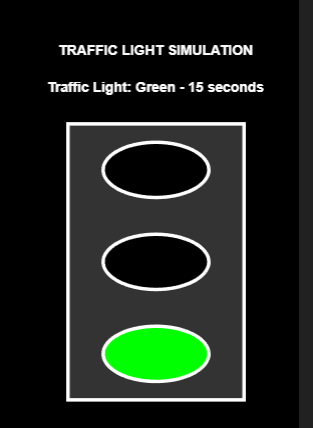 TRAFFIC LIGHT SIMULATION
Traffic Light: Green - 15 seconds